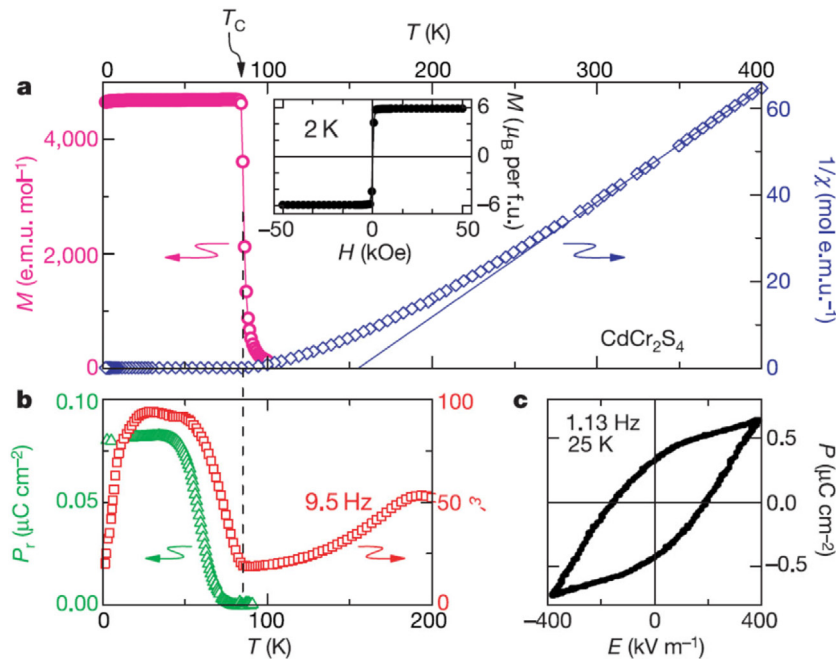 T_C
T (K)
a
0 100 200 300 400
M (e.m.u. mol⁻¹)
4,000
2,000
0
2 K
M (μ_B per f.u.)
6
0
−6
−50 0 50
H (kOe)
1/χ (mol e.m.u.⁻¹)
60
40
20
0
CdCr₂S₄
b
P_r (μC cm⁻²)
0.10
0.05
0.00
9.5 Hz
ε′
100
50
0
0 100 200
T (K)
c
1.13 Hz
25 K
P (μC cm⁻²)
0.5
0.0
−0.5
−400 0 400
E (kV m⁻¹)